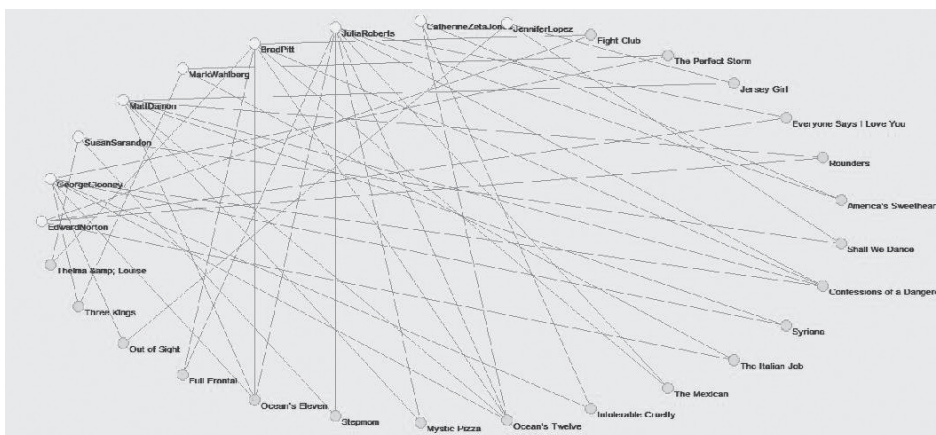 CatherineZetaJon
JenniferLopez
JuliaRoberts
Fight Club
BradPitt
The Perfect Storm
MarkWahlberg
Jersey Girl
MattDamon
Everyone Says I Love You
SusanSarandon
Rounders
GeorgeClooney
America's Sweethear
EdwardNorton
Shall We Dance
Thelma &amp; Louise
Confessions of a Dangero
Three Kings
Syriana
Out of Sight
The Italian Job
Full Frontal
The Mexican
Ocean's Eleven
Intolerable Cruelty
Stepmom
Mystic Pizza
Ocean's Twelve